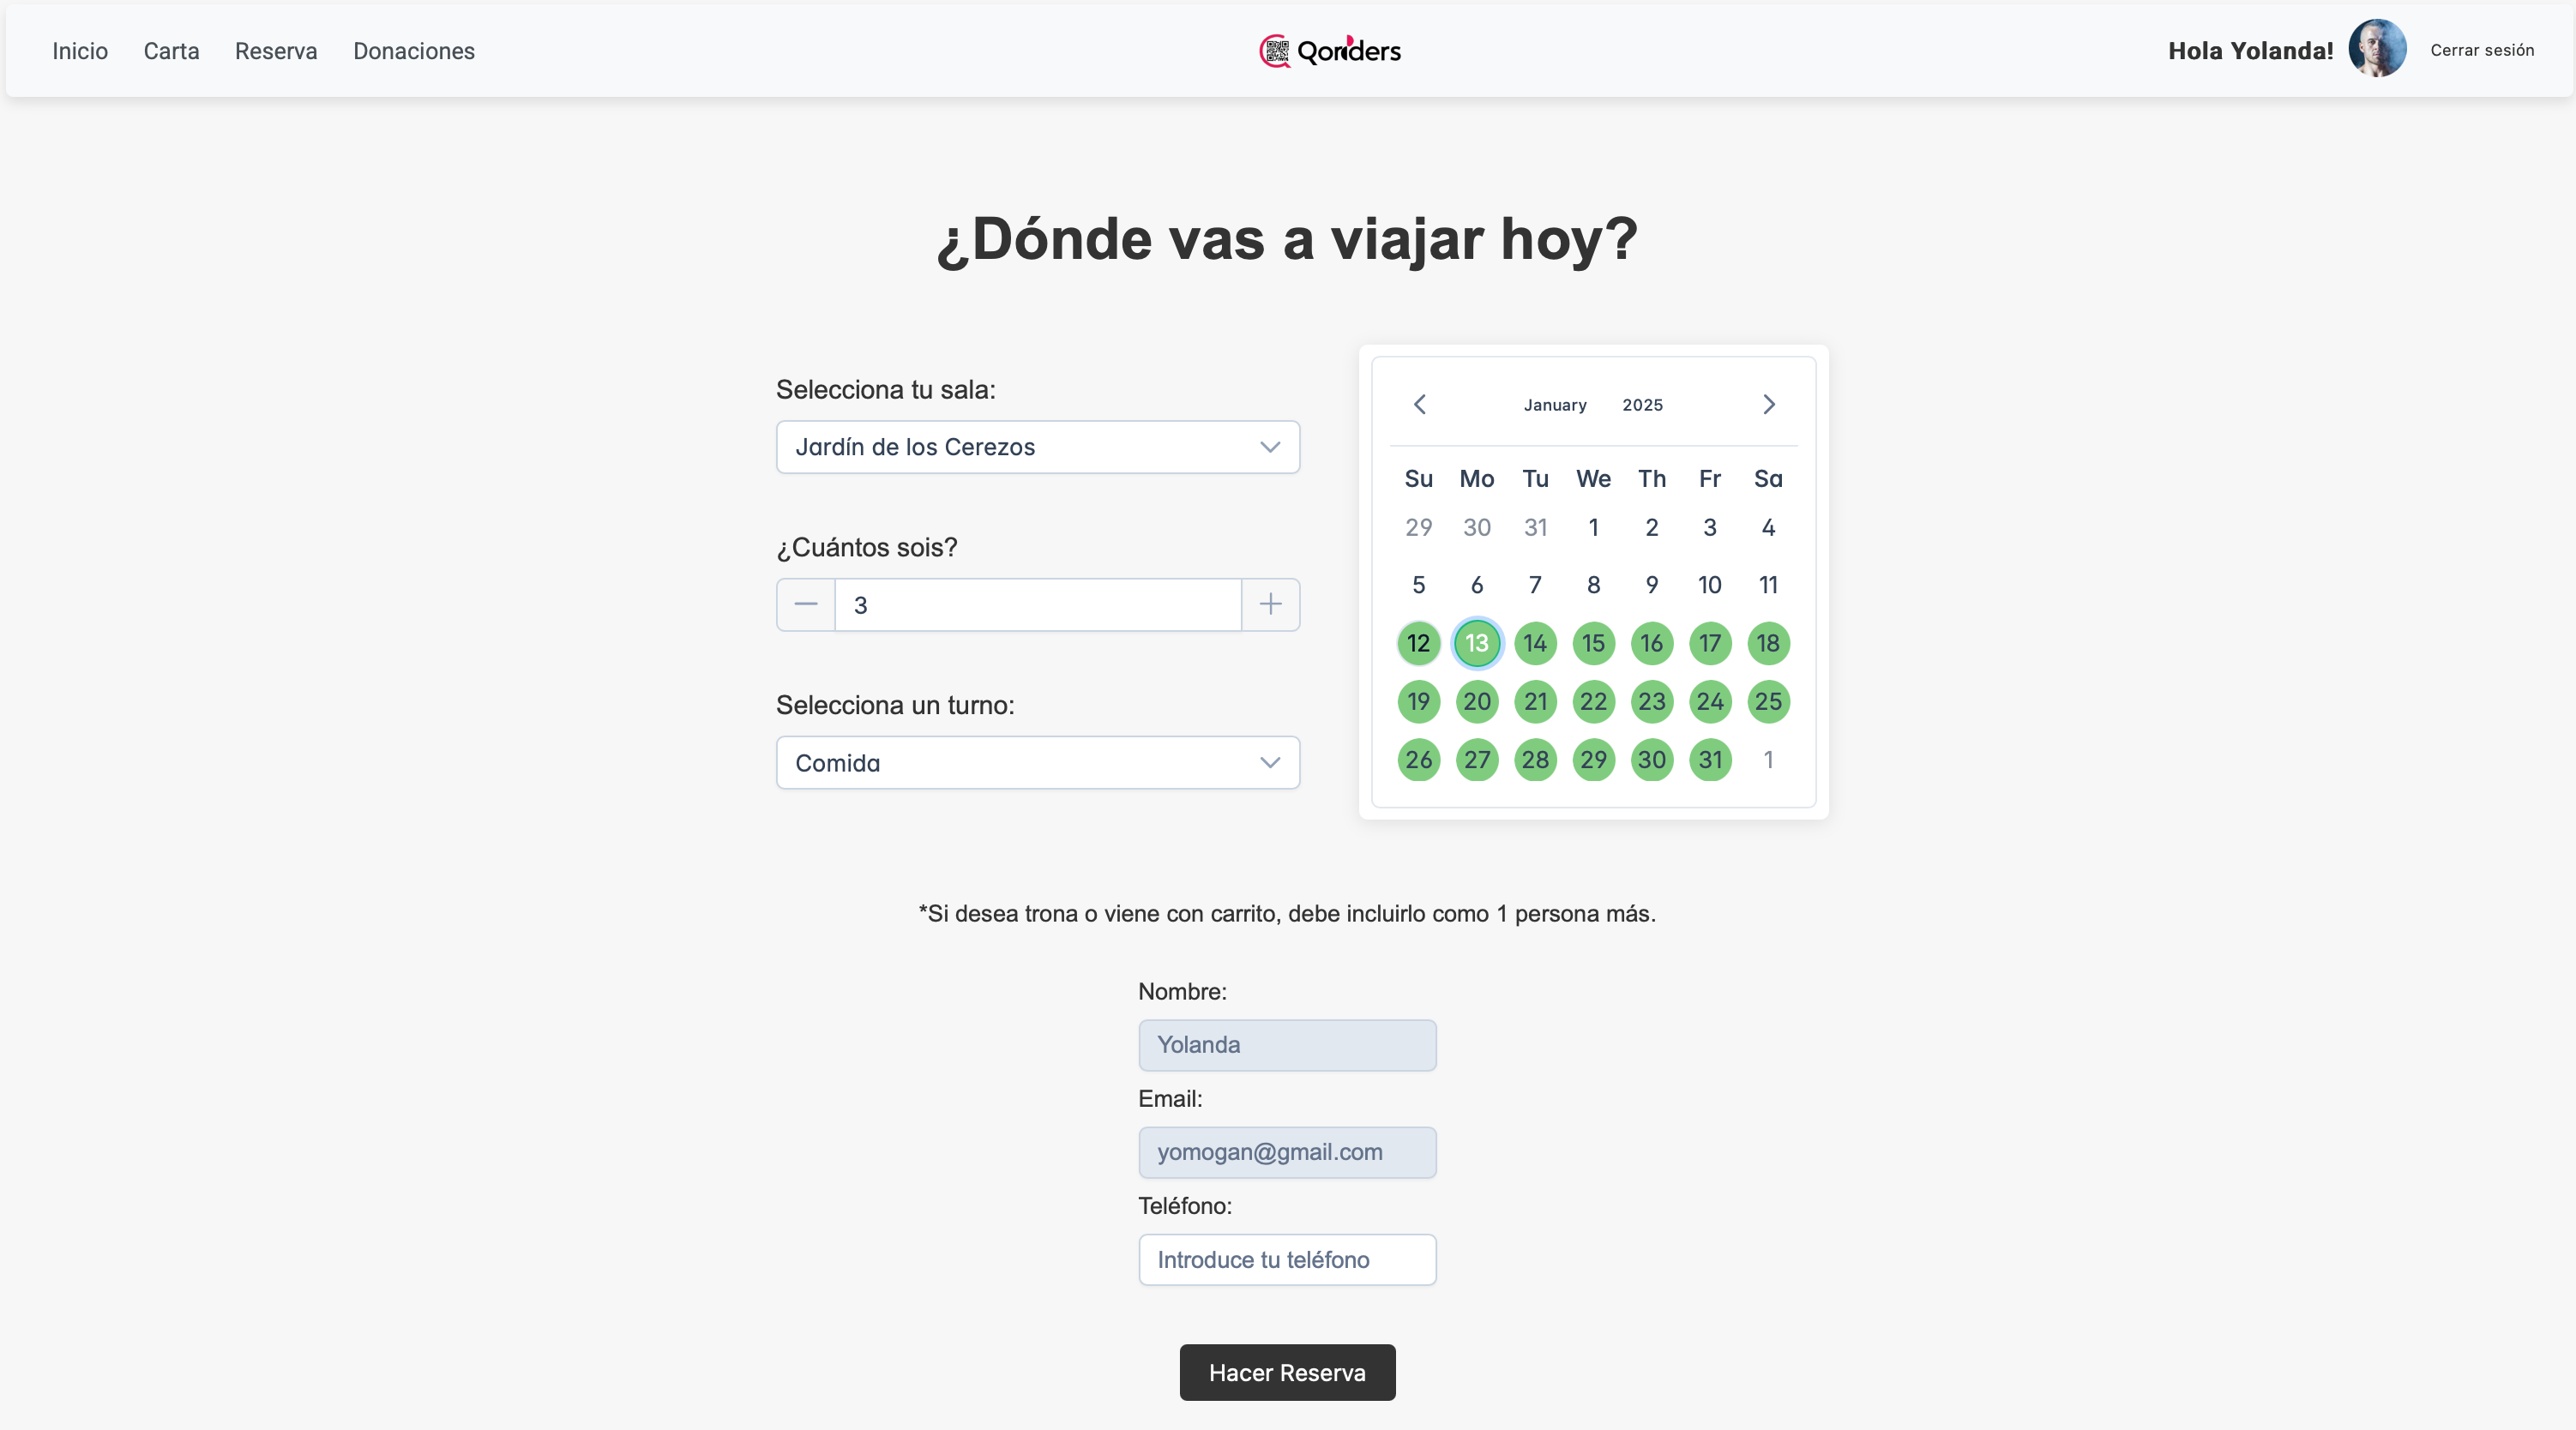 Inicio Carta Reserva Donaciones Qorders Hola Yolanda! Cerrar sesión
¿Dónde vas a viajar hoy?
Selecciona tu sala:
Jardín de los Cerezos
¿Cuántos sois?
3
Selecciona un turno:
Comida
January 2025
Su Mo Tu We Th Fr Sa
29 30 31 1 2 3 4
5 6 7 8 9 10 11
12 13 14 15 16 17 18
19 20 21 22 23 24 25
26 27 28 29 30 31 1
*Si desea trona o viene con carrito, debe incluirlo como 1 persona más.
Nombre:
Yolanda
Email:
yomogan@gmail.com
Teléfono:
Introduce tu teléfono
Hacer Reserva